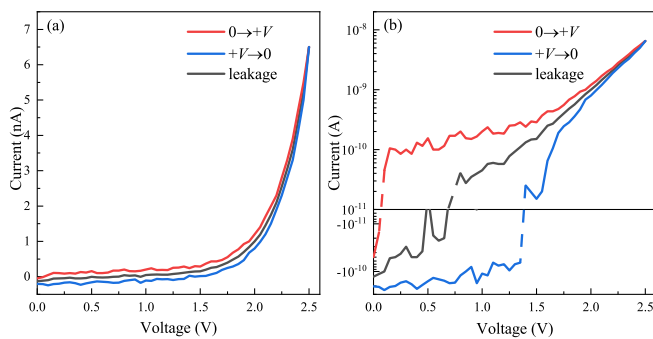 (a)
0→+V
+V→0
leakage
Current (nA)
7
6
5
4
3
2
1
0
0.0 0.5 1.0 1.5 2.0 2.5
Voltage (V)
(b)
0→+V
+V→0
leakage
Current (A)
10⁻⁸
10⁻⁹
10⁻¹⁰
10⁻¹¹
-10⁻¹¹
-10⁻¹⁰
0.0 0.5 1.0 1.5 2.0 2.5
Voltage (V)